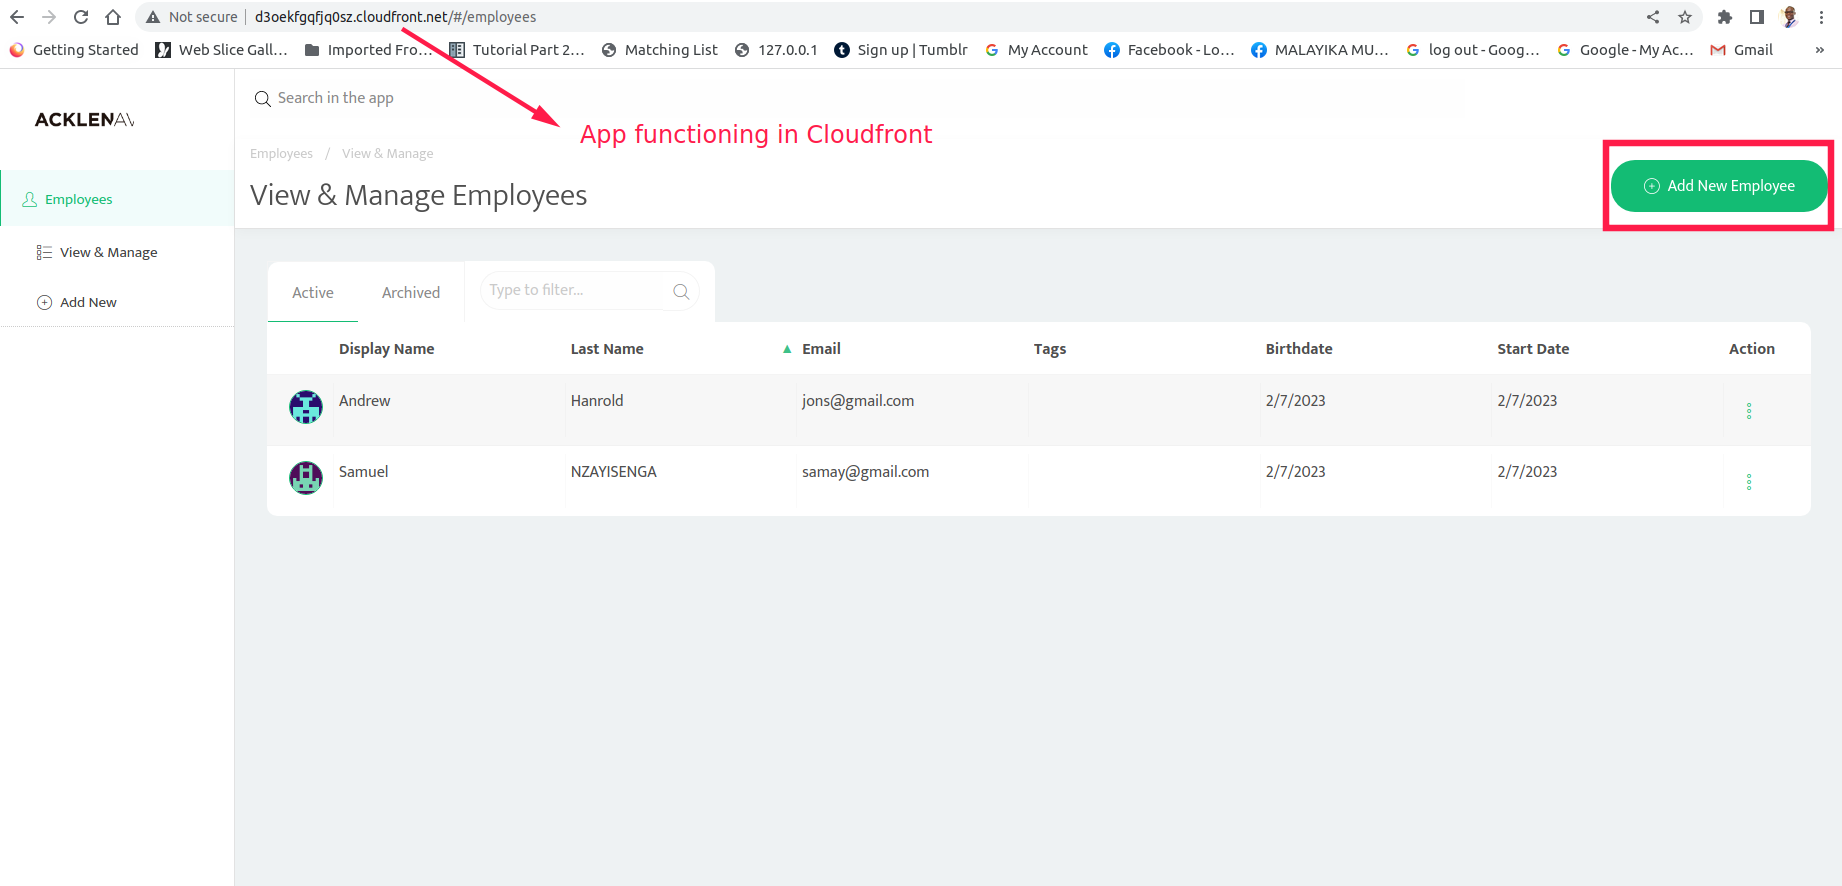 Not secure d3oekfgqfjq0sz.cloudfront.net/#/employees
Getting Started Web Slice Gall... Imported Fro... Tutorial Part 2... Matching List 127.0.0.1 Sign up | Tumblr My Account Facebook - Lo... MALAYIKA MU... log out - Goog... Google - My Ac... Gmail »
Search in the app
ACKLENAV
App functioning in Cloudfront
Employees / View & Manage
View & Manage Employees
Add New Employee
Employees
View & Manage
Add New
Active Archived Type to filter...
Display Name Last Name ▲ Email Tags Birthdate Start Date Action
Andrew Hanrold jons@gmail.com 2/7/2023 2/7/2023
Samuel NZAYISENGA samay@gmail.com 2/7/2023 2/7/2023